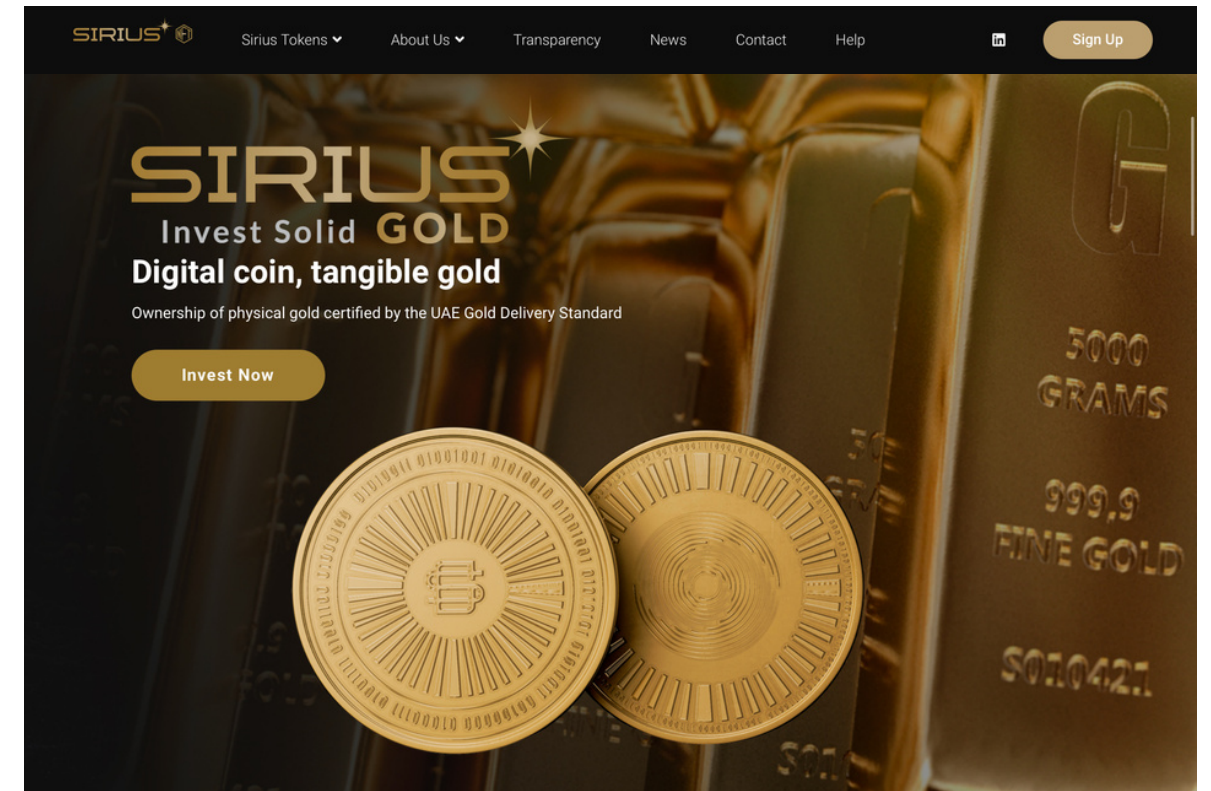 SIRIUS
Sirius Tokens
About Us
Transparency
News
Contact
Help
in
Sign Up
SIRIUS
Invest Solid GOLD
Digital coin, tangible gold
Ownership of physical gold certified by the UAE Gold Delivery Standard
Invest Now
G
5000
GRAMS
999,9
FINE GOLD
S010421